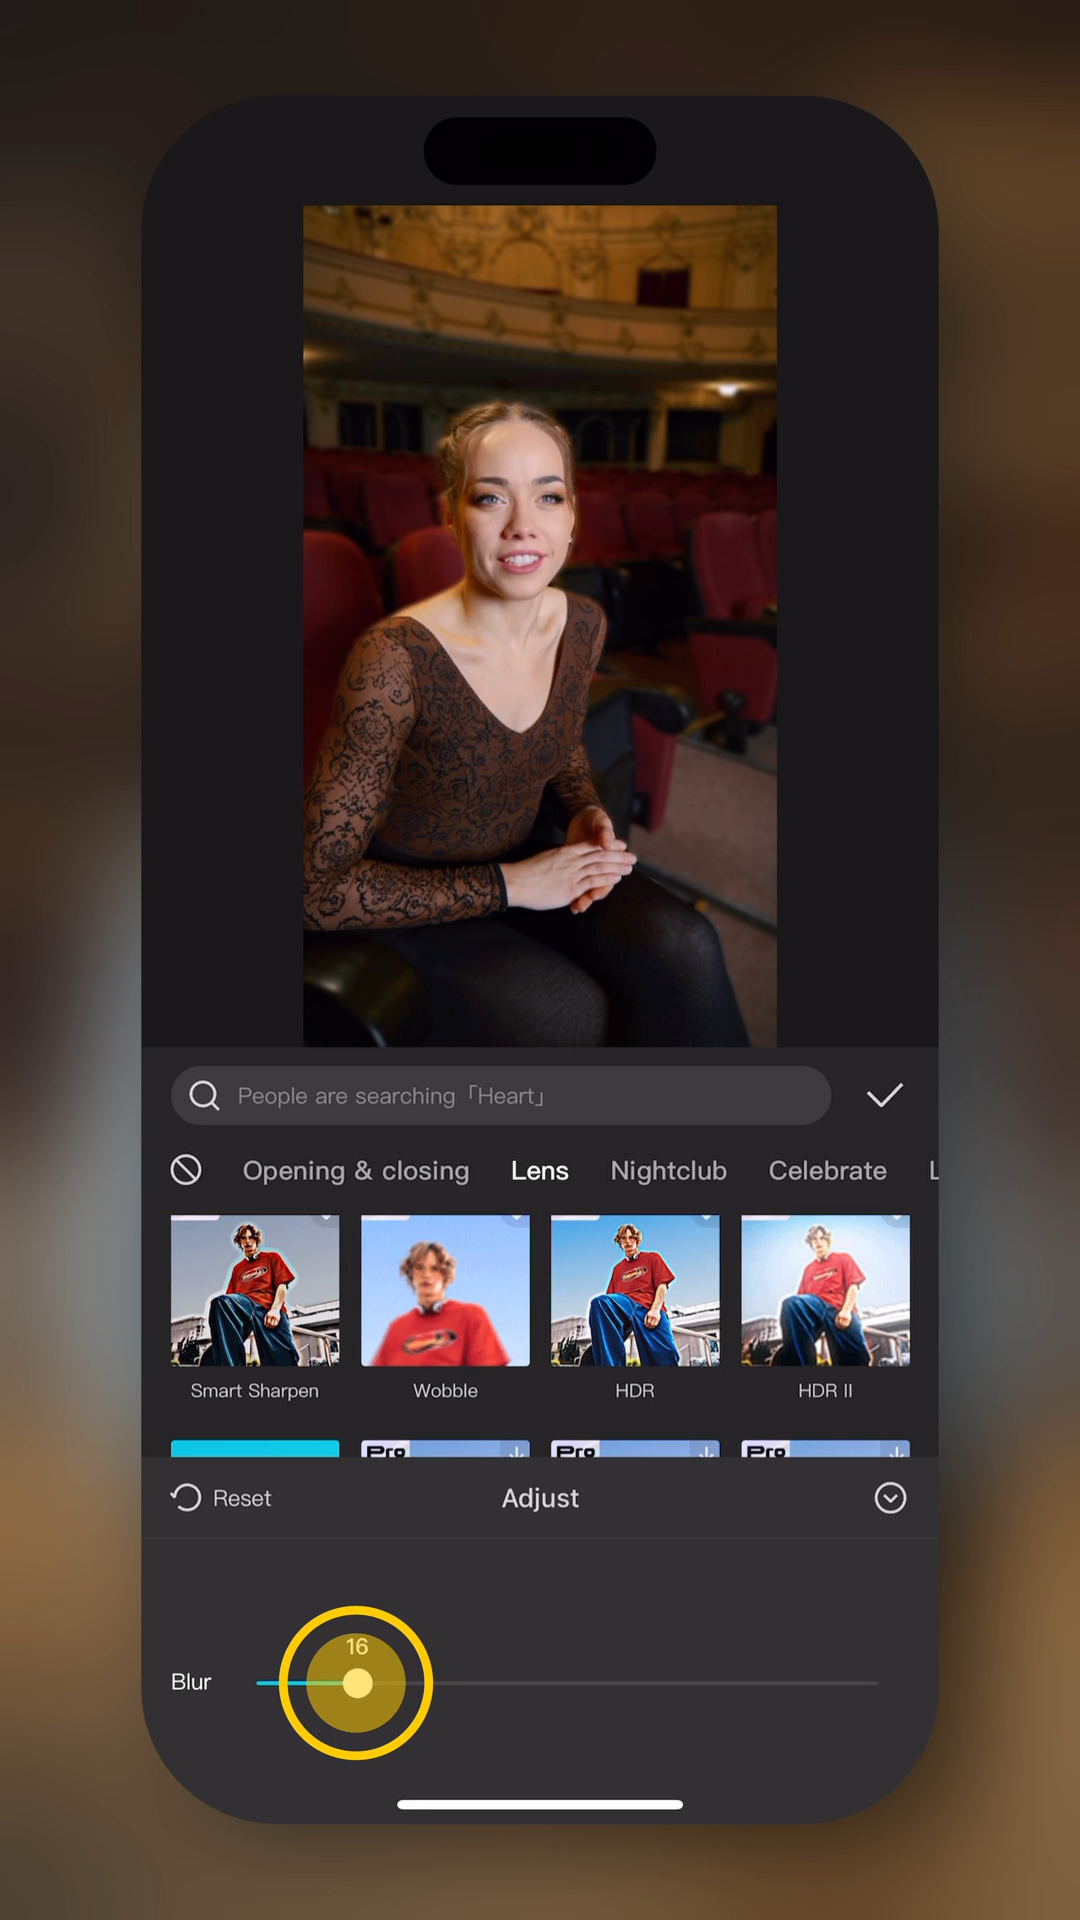 People are searching「Heart」
Opening & closing Lens Nightclub Celebrate L
Smart Sharpen Wobble HDR HDR II
Pro Pro Pro
Reset Adjust
16
Blur